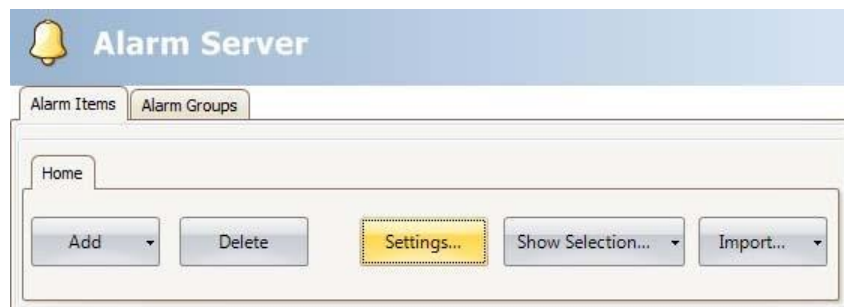 Alarm Server
Alarm Items Alarm Groups
Home
Add Delete Settings... Show Selection... Import...